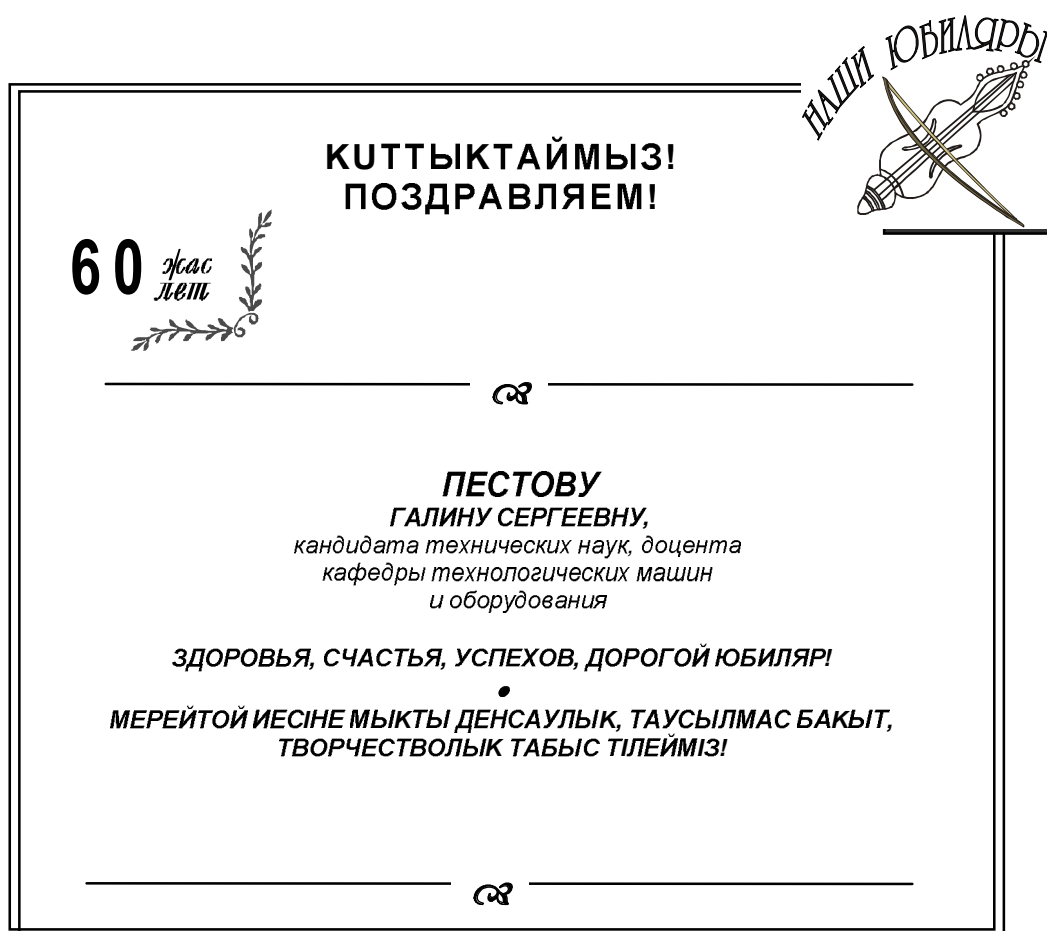 НАШИ ЮБИЛЯРЫ
КUТТЫКТАЙМЫЗ!
ПОЗДРАВЛЯЕМ!
60 жас
лет
ПЕСТОВУ
ГАЛИНУ СЕРГЕЕВНУ,
кандидата технических наук, доцента
кафедры технологических машин
и оборудования
ЗДОРОВЬЯ, СЧАСТЬЯ, УСПЕХОВ, ДОРОГОЙ ЮБИЛЯР!
МЕРЕЙТОЙ ИЕСІНЕ МЫКТЫ ДЕНСАУЛЫК, ТАУСЫЛМАС БАКЫТ,
ТВОРЧЕСТВОЛЫК ТАБЫС ТІЛЕЙМІЗ!